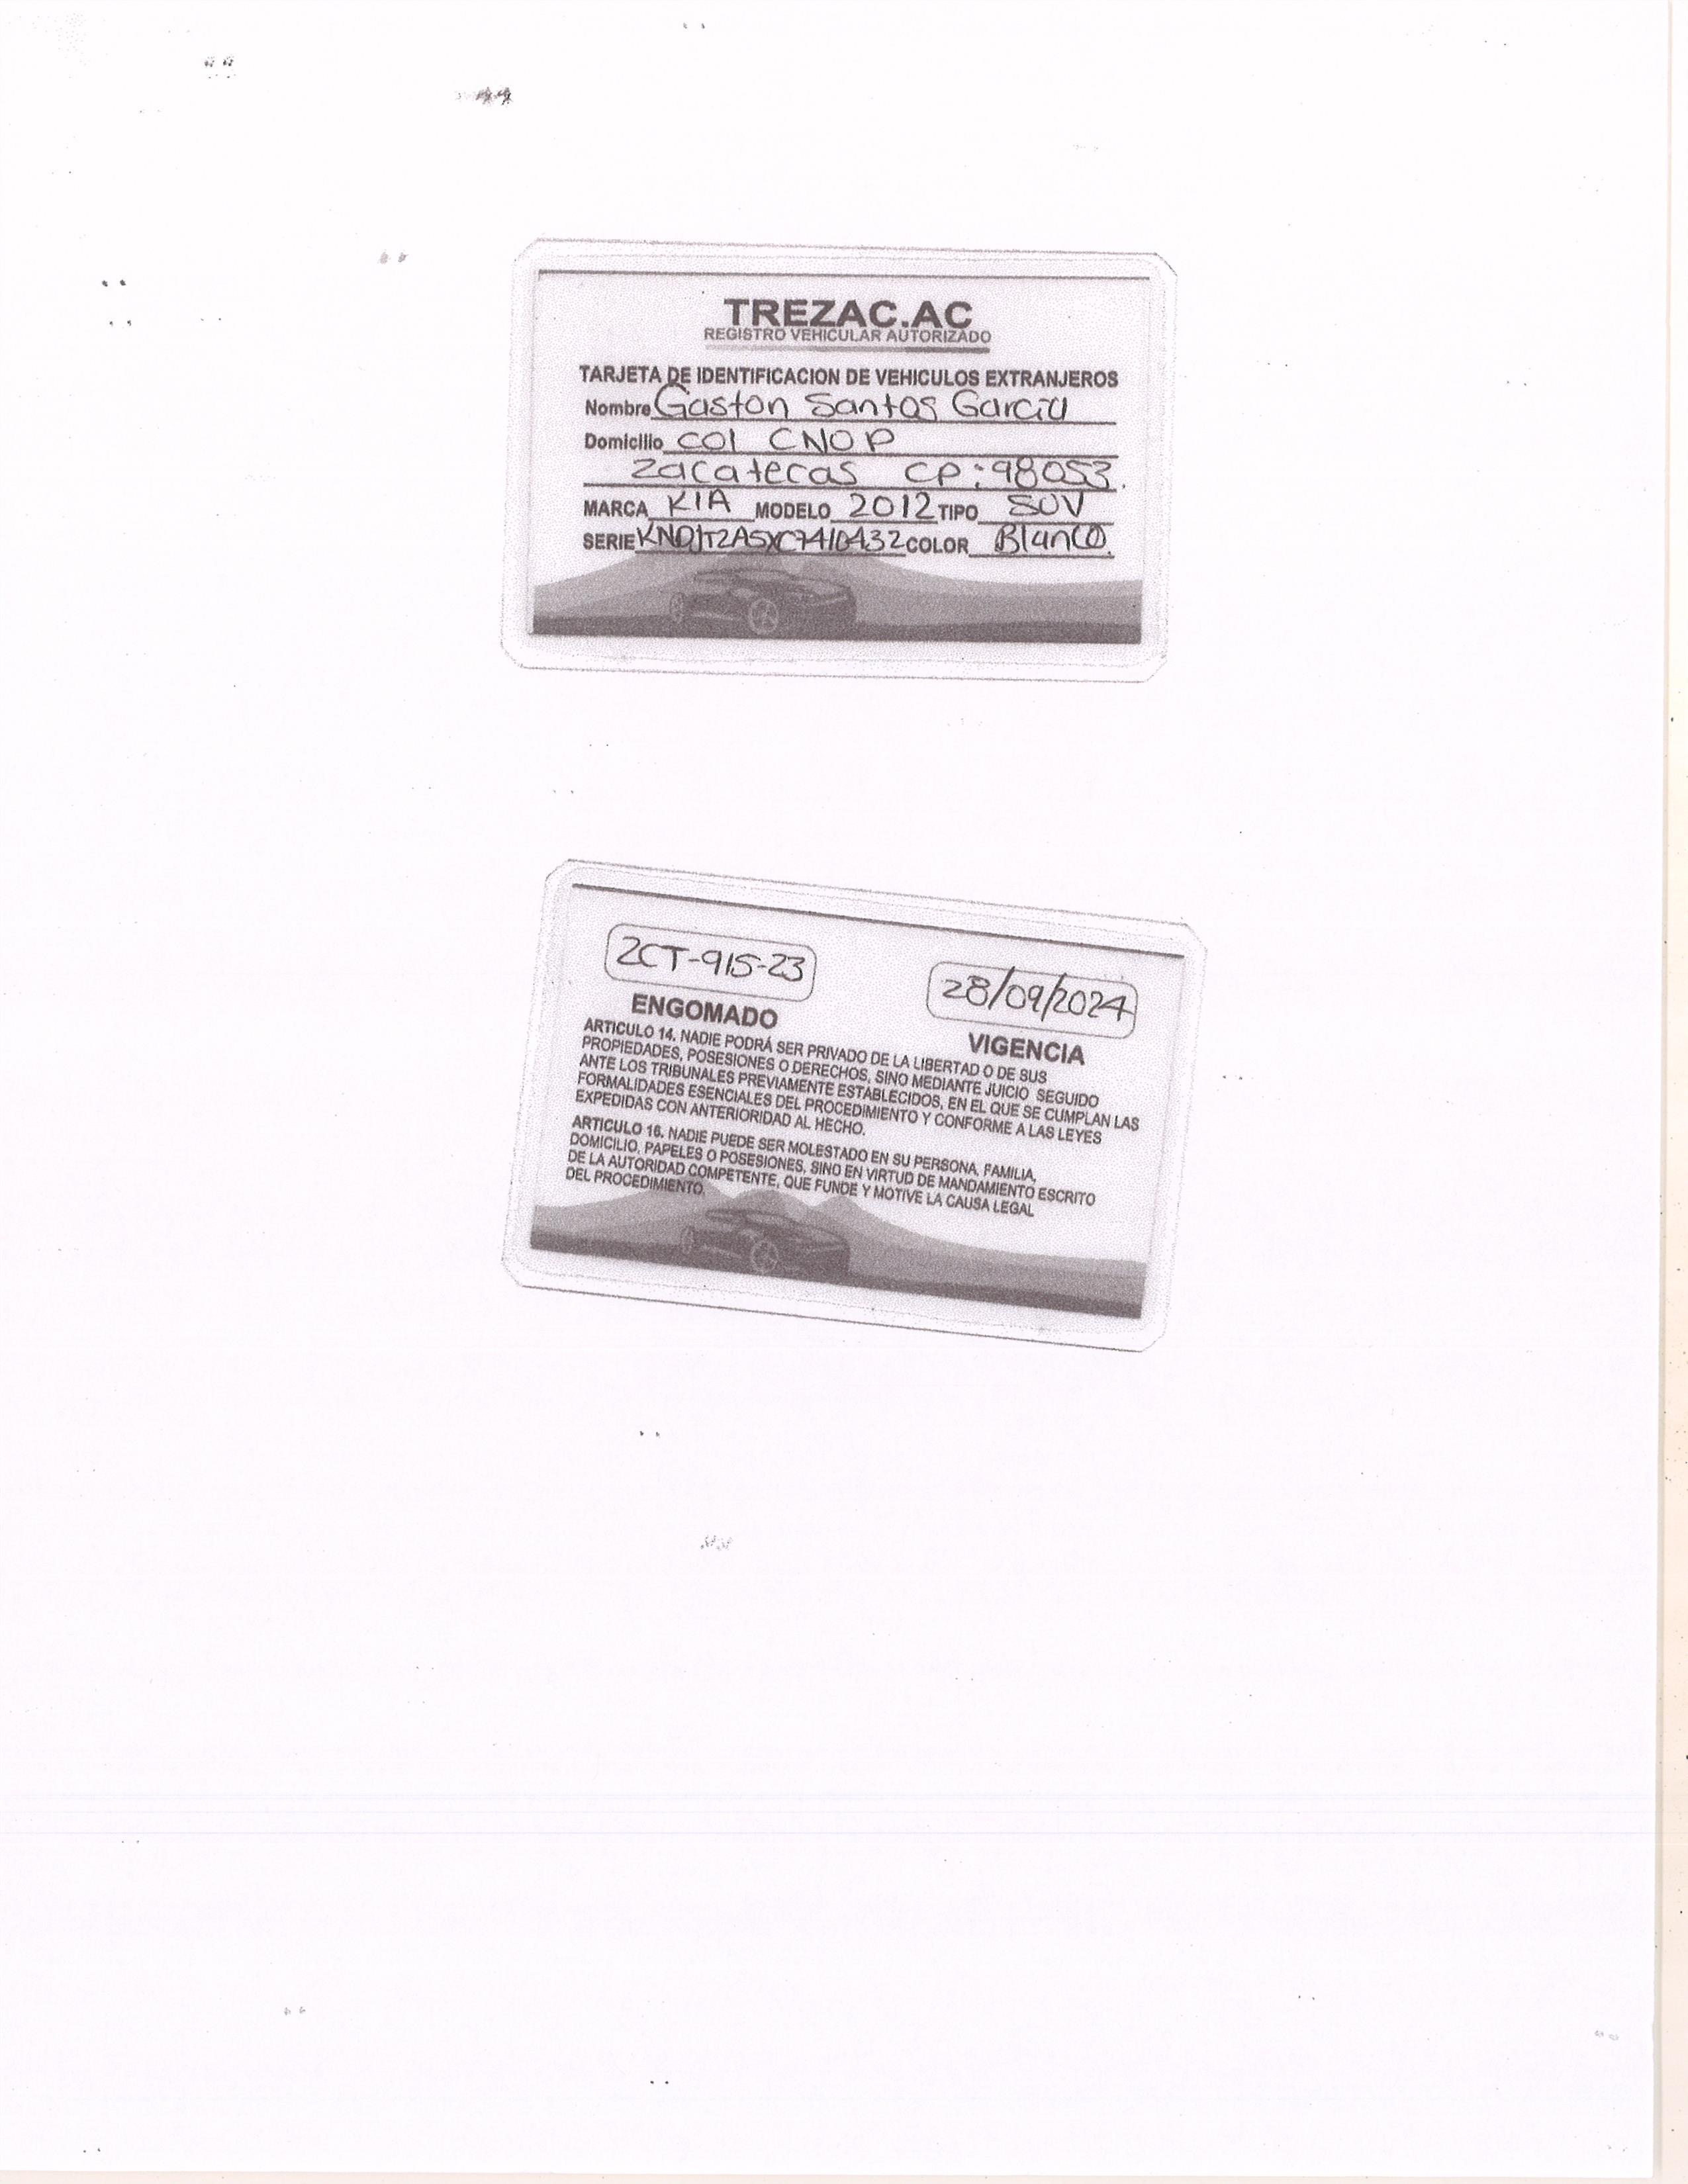 TREZAC.AC
REGISTRO VEHICULAR AUTORIZADO
TARJETA DE IDENTIFICACION DE VEHICULOS EXTRANJEROS
Nombre Gaston Santos Garcia
Domicilio col CNOP
Zacatecas CP:98053.
MARCA KIA MODELO 2012 TIPO SUV
SERIE KNDJT2A5XC7410432 COLOR Blanco.
ZCT-915-23 28/09/2024
ENGOMADO VIGENCIA
ARTICULO 14. NADIE PODRÁ SER PRIVADO DE LA LIBERTAD O DE SUS
PROPIEDADES, POSESIONES O DERECHOS, SINO MEDIANTE JUICIO SEGUIDO
ANTE LOS TRIBUNALES PREVIAMENTE ESTABLECIDOS, EN EL QUE SE CUMPLAN LAS
FORMALIDADES ESENCIALES DEL PROCEDIMIENTO Y CONFORME A LAS LEYES
EXPEDIDAS CON ANTERIORIDAD AL HECHO.
ARTICULO 16. NADIE PUEDE SER MOLESTADO EN SU PERSONA, FAMILIA,
DOMICILIO, PAPELES O POSESIONES, SINO EN VIRTUD DE MANDAMIENTO ESCRITO
DE LA AUTORIDAD COMPETENTE, QUE FUNDE Y MOTIVE LA CAUSA LEGAL
DEL PROCEDIMIENTO.